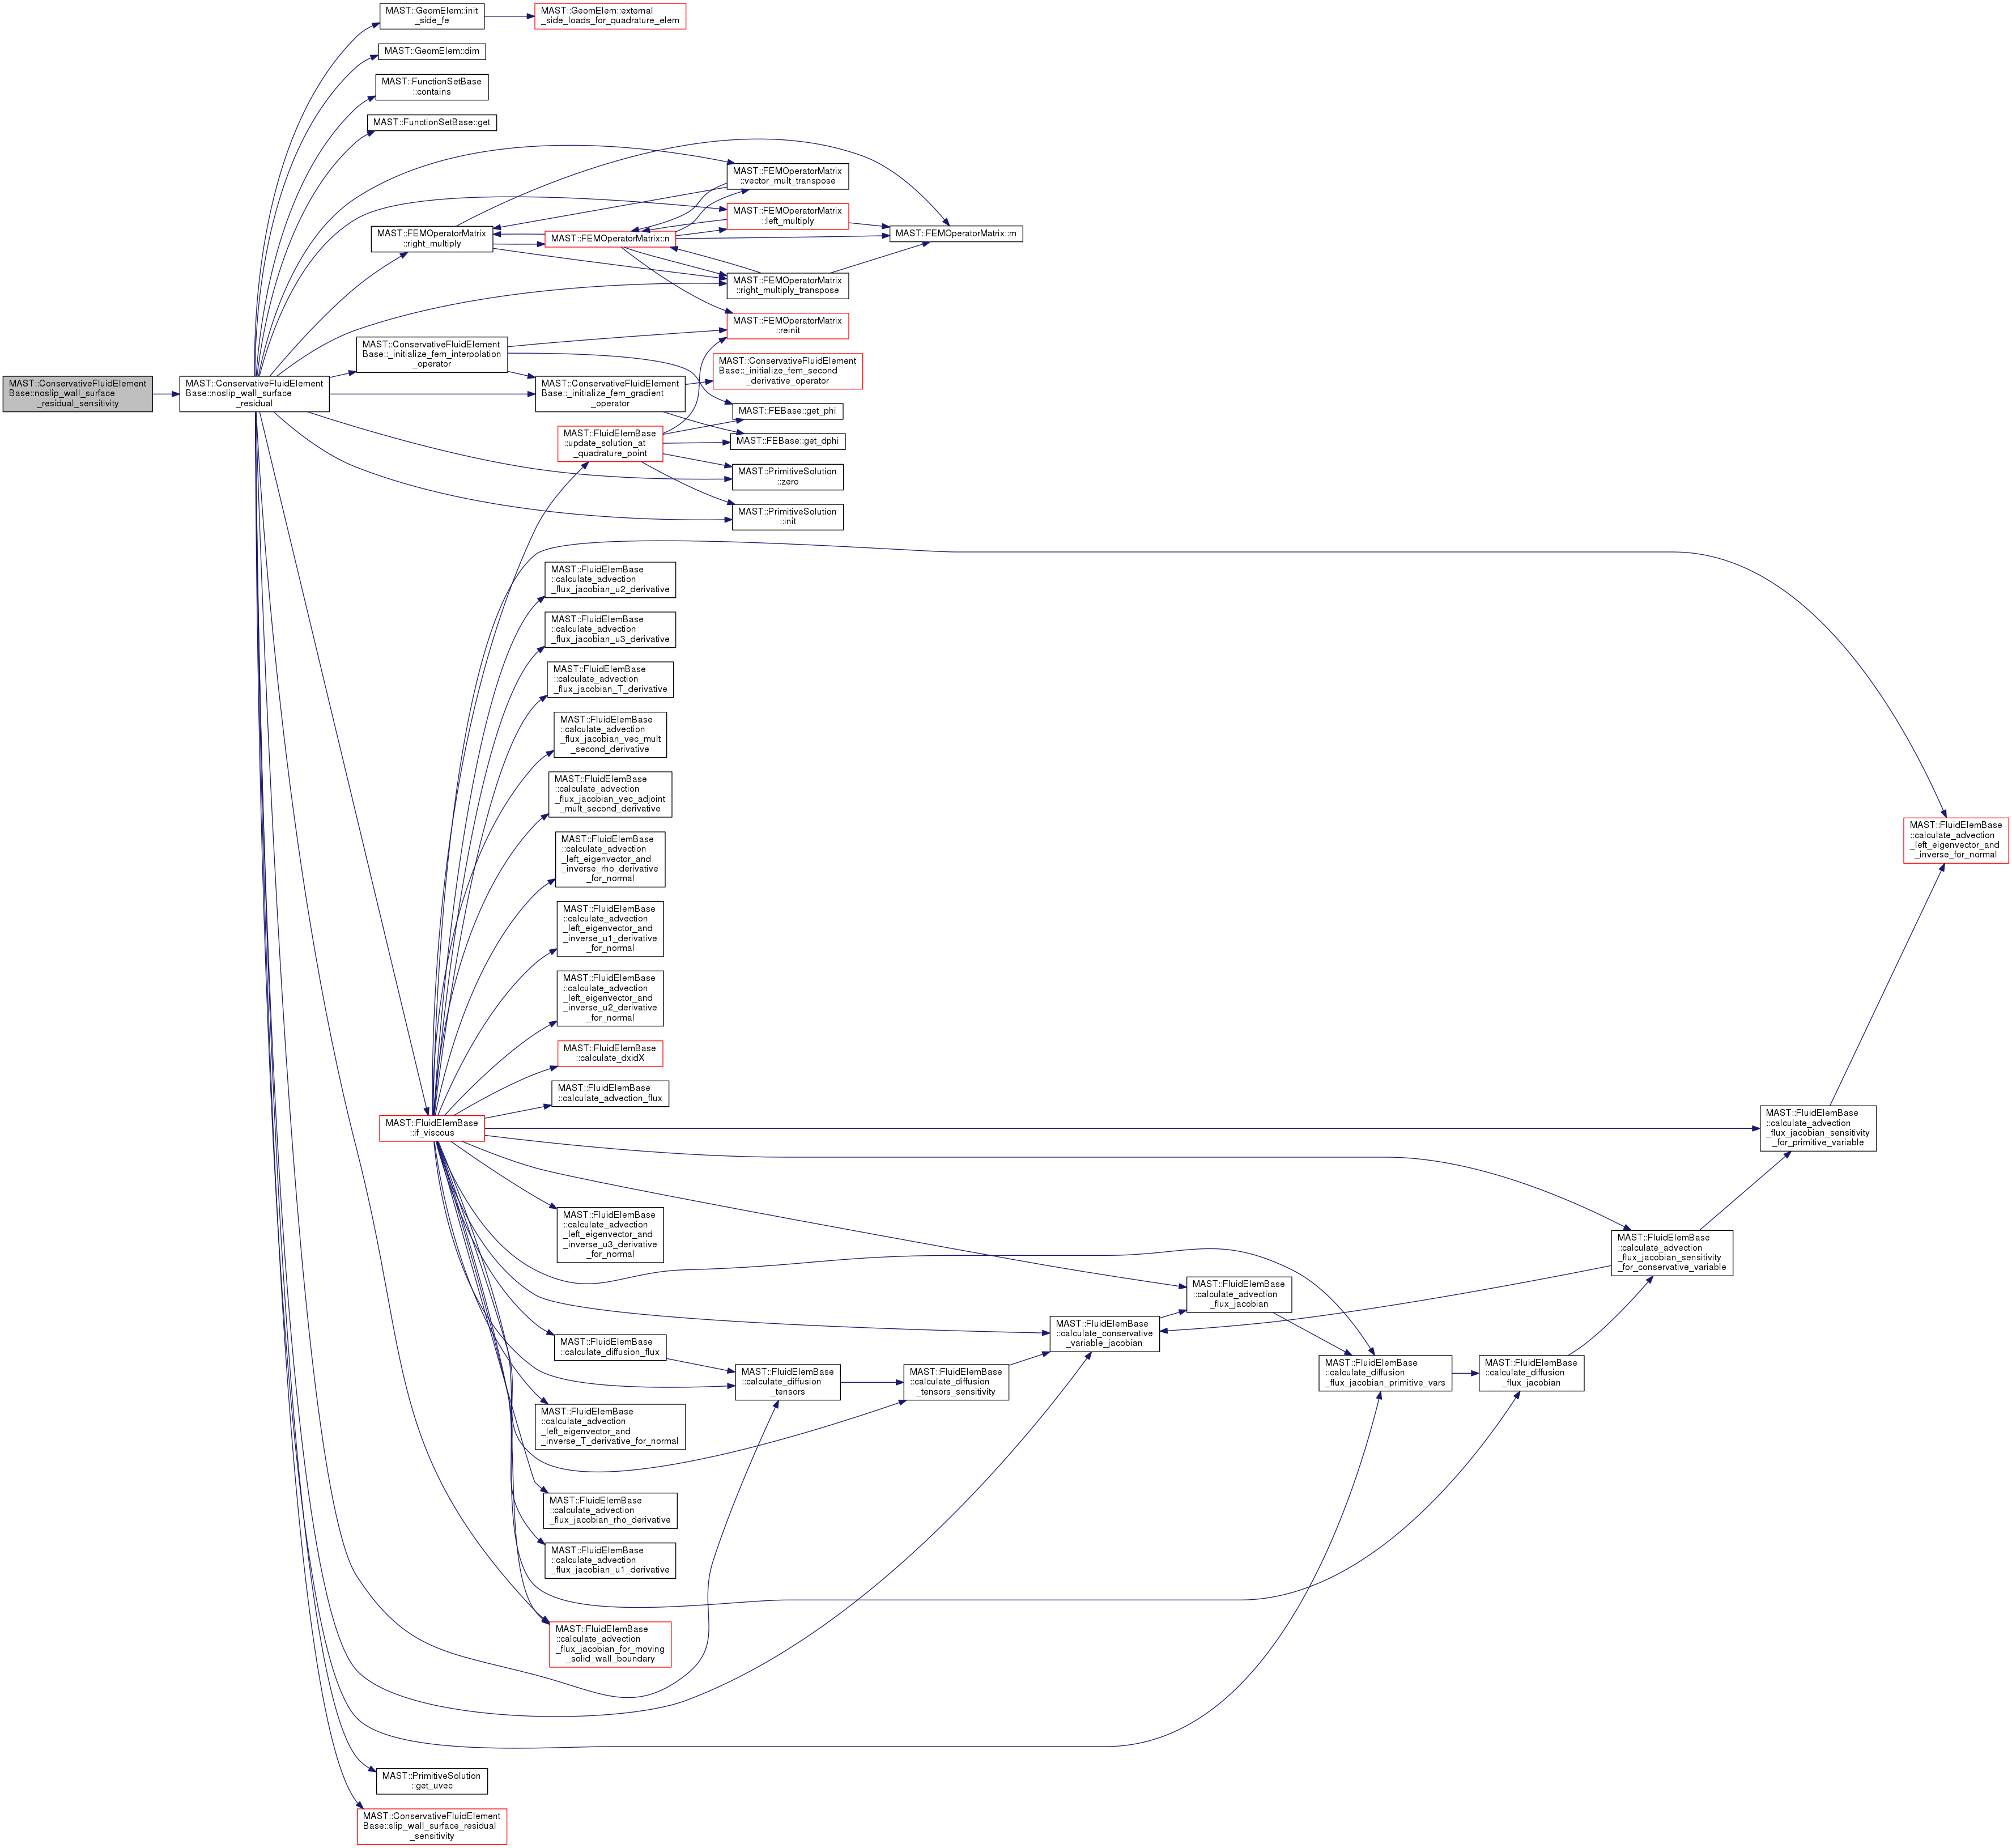 MAST::GeomElem::init
_side_fe
MAST::GeomElem::external
_side_loads_for_quadrature_elem
MAST::GeomElem::dim
MAST::FunctionSetBase
::contains
MAST::FunctionSetBase::get
MAST::FEMOperatorMatrix
::vector_mult_transpose
MAST::FEMOperatorMatrix
::left_multiply
MAST::FEMOperatorMatrix
::right_multiply
MAST::FEMOperatorMatrix::n
MAST::FEMOperatorMatrix::m
MAST::FEMOperatorMatrix
::right_multiply_transpose
MAST::FEMOperatorMatrix
::reinit
MAST::ConservativeFluidElement
Base::_initialize_fem_interpolation
_operator
MAST::ConservativeFluidElement
Base::_initialize_fem_second
_derivative_operator
MAST::ConservativeFluidElement
Base::noslip_wall_surface
_residual_sensitivity
MAST::ConservativeFluidElement
Base::noslip_wall_surface
_residual
MAST::ConservativeFluidElement
Base::_initialize_fem_gradient
_operator
MAST::FEBase::get_phi
MAST::FluidElemBase
::update_solution_at
_quadrature_point
MAST::FEBase::get_dphi
MAST::PrimitiveSolution
::zero
MAST::PrimitiveSolution
::init
MAST::FluidElemBase
::calculate_advection
_flux_jacobian_u2_derivative
MAST::FluidElemBase
::calculate_advection
_flux_jacobian_u3_derivative
MAST::FluidElemBase
::calculate_advection
_flux_jacobian_T_derivative
MAST::FluidElemBase
::calculate_advection
_flux_jacobian_vec_mult
_second_derivative
MAST::FluidElemBase
::calculate_advection
_flux_jacobian_vec_adjoint
_mult_second_derivative
MAST::FluidElemBase
::calculate_advection
_left_eigenvector_and
_inverse_for_normal
MAST::FluidElemBase
::calculate_advection
_left_eigenvector_and
_inverse_rho_derivative
_for_normal
MAST::FluidElemBase
::calculate_advection
_left_eigenvector_and
_inverse_u1_derivative
_for_normal
MAST::FluidElemBase
::calculate_advection
_left_eigenvector_and
_inverse_u2_derivative
_for_normal
MAST::FluidElemBase
::calculate_dxidX
MAST::FluidElemBase
::calculate_advection_flux
MAST::FluidElemBase
::if_viscous
MAST::FluidElemBase
::calculate_advection
_flux_jacobian_sensitivity
_for_primitive_variable
MAST::FluidElemBase
::calculate_advection
_left_eigenvector_and
_inverse_u3_derivative
_for_normal
MAST::FluidElemBase
::calculate_advection
_flux_jacobian_sensitivity
_for_conservative_variable
MAST::FluidElemBase
::calculate_advection
_flux_jacobian
MAST::FluidElemBase
::calculate_conservative
_variable_jacobian
MAST::FluidElemBase
::calculate_diffusion_flux
MAST::FluidElemBase
::calculate_diffusion
_tensors
MAST::FluidElemBase
::calculate_diffusion
_tensors_sensitivity
MAST::FluidElemBase
::calculate_diffusion
_flux_jacobian_primitive_vars
MAST::FluidElemBase
::calculate_diffusion
_flux_jacobian
MAST::FluidElemBase
::calculate_advection
_left_eigenvector_and
_inverse_T_derivative_for_normal
MAST::FluidElemBase
::calculate_advection
_flux_jacobian_rho_derivative
MAST::FluidElemBase
::calculate_advection
_flux_jacobian_u1_derivative
MAST::FluidElemBase
::calculate_advection
_flux_jacobian_for_moving
_solid_wall_boundary
MAST::PrimitiveSolution
::get_uvec
MAST::ConservativeFluidElement
Base::slip_wall_surface_residual
_sensitivity